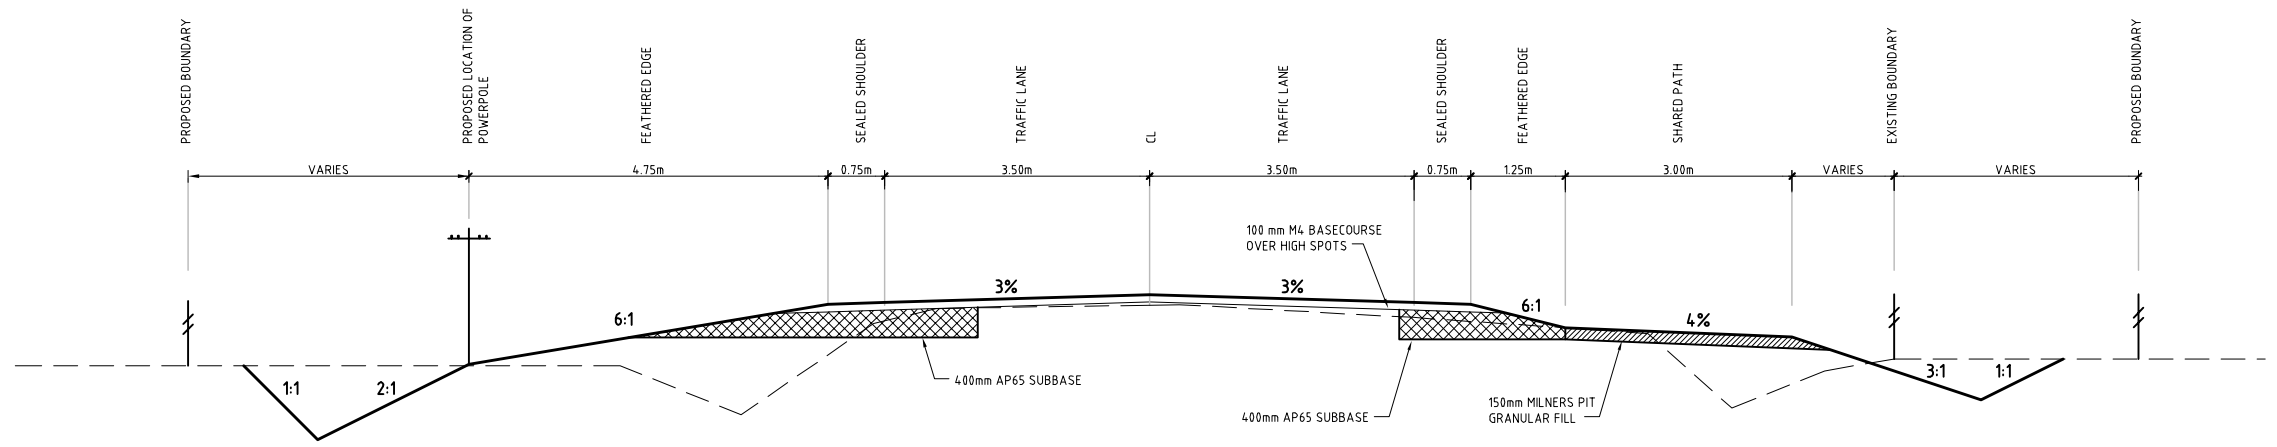 PROPOSED BOUNDARY
PROPOSED LOCATION OF
POWERPOLE
FEATHERED EDGE
SEALED SHOULDER
TRAFFIC LANE
CL
TRAFFIC LANE
SEALED SHOULDER
FEATHERED EDGE
SHARED PATH
EXISTING BOUNDARY
PROPOSED BOUNDARY
VARIES
4.75m
0.75m
3.50m
3.50m
0.75m
1.25m
3.00m
VARIES
VARIES
100 mm M4 BASECOURSE
OVER HIGH SPOTS
3%
3%
6:1
6:1
4%
1:1
2:1
400mm AP65 SUBBASE
400mm AP65 SUBBASE
150mm MILNERS PIT
GRANULAR FILL
3:1
1:1